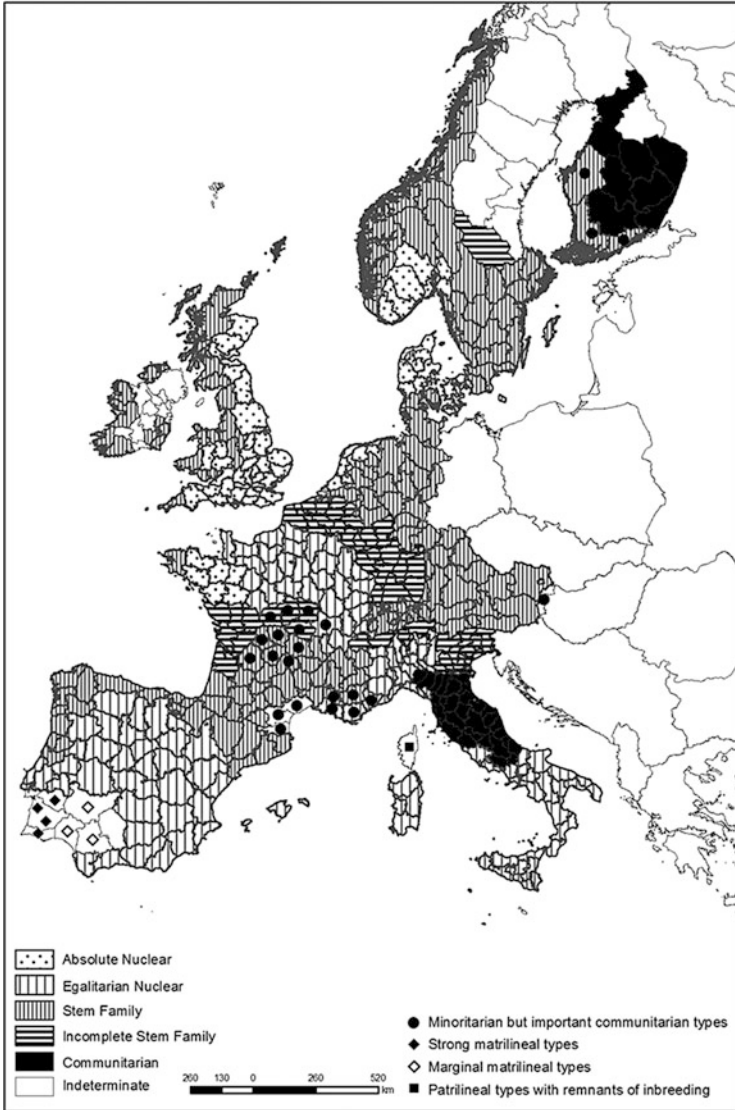 Absolute Nuclear
Egalitarian Nuclear
Stem Family
Incomplete Stem Family
Communitarian
Indeterminate
260 130 0 260 520
km
Minoritarian but important communitarian types
Strong matrilineal types
Marginal matrilineal types
Patrilineal types with remnants of inbreeding